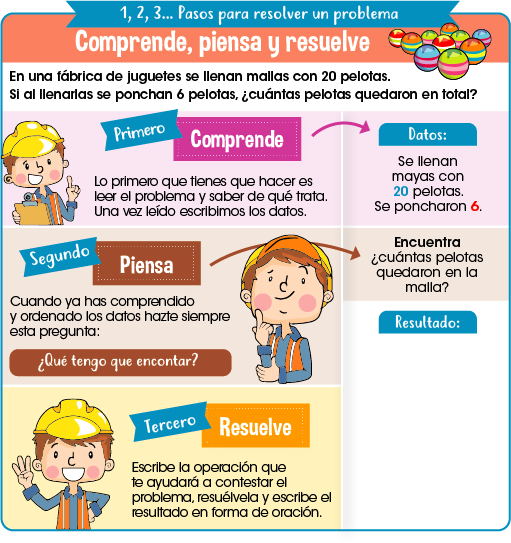 1, 2, 3... Pasos para resolver un problema
Comprende, piensa y resuelve
En una fábrica de juguetes se llenan mallas con 20 pelotas.
Si al llenarlas se ponchan 6 pelotas, ¿cuántas pelotas quedaron en total?
Primero
Comprende
Lo primero que tienes que hacer es
leer el problema y saber de qué trata.
Una vez leído escribimos los datos.
Datos:
Se llenan
mayas con
20 pelotas.
Se poncharon 6.
Segundo
Piensa
Cuando ya has comprendido
y ordenado los datos hazte siempre
esta pregunta:
¿Qué tengo que encontar?
Encuentra
¿cuántas pelotas
quedaron en la
malla?
Resultado:
Tercero
Resuelve
Escribe la operación que
te ayudará a contestar el
problema, resuélvela y escribe el
resultado en forma de oración.